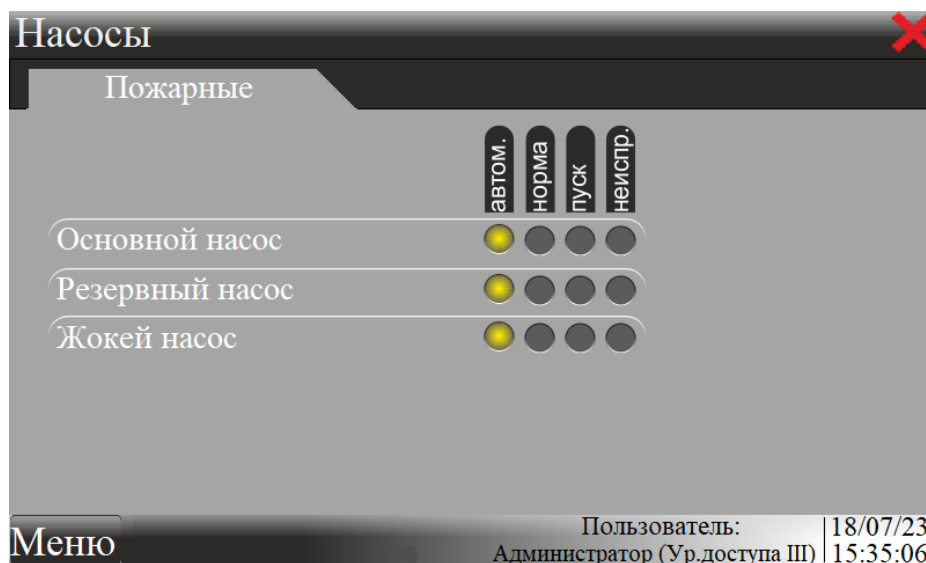 Насосы
Пожарные
автом.
норма
пуск
неиспр.
Основной насос
Резервный насос
Жокей насос
Меню
Пользователь:
Администратор (Ур.доступа III)
18/07/23
15:35:06